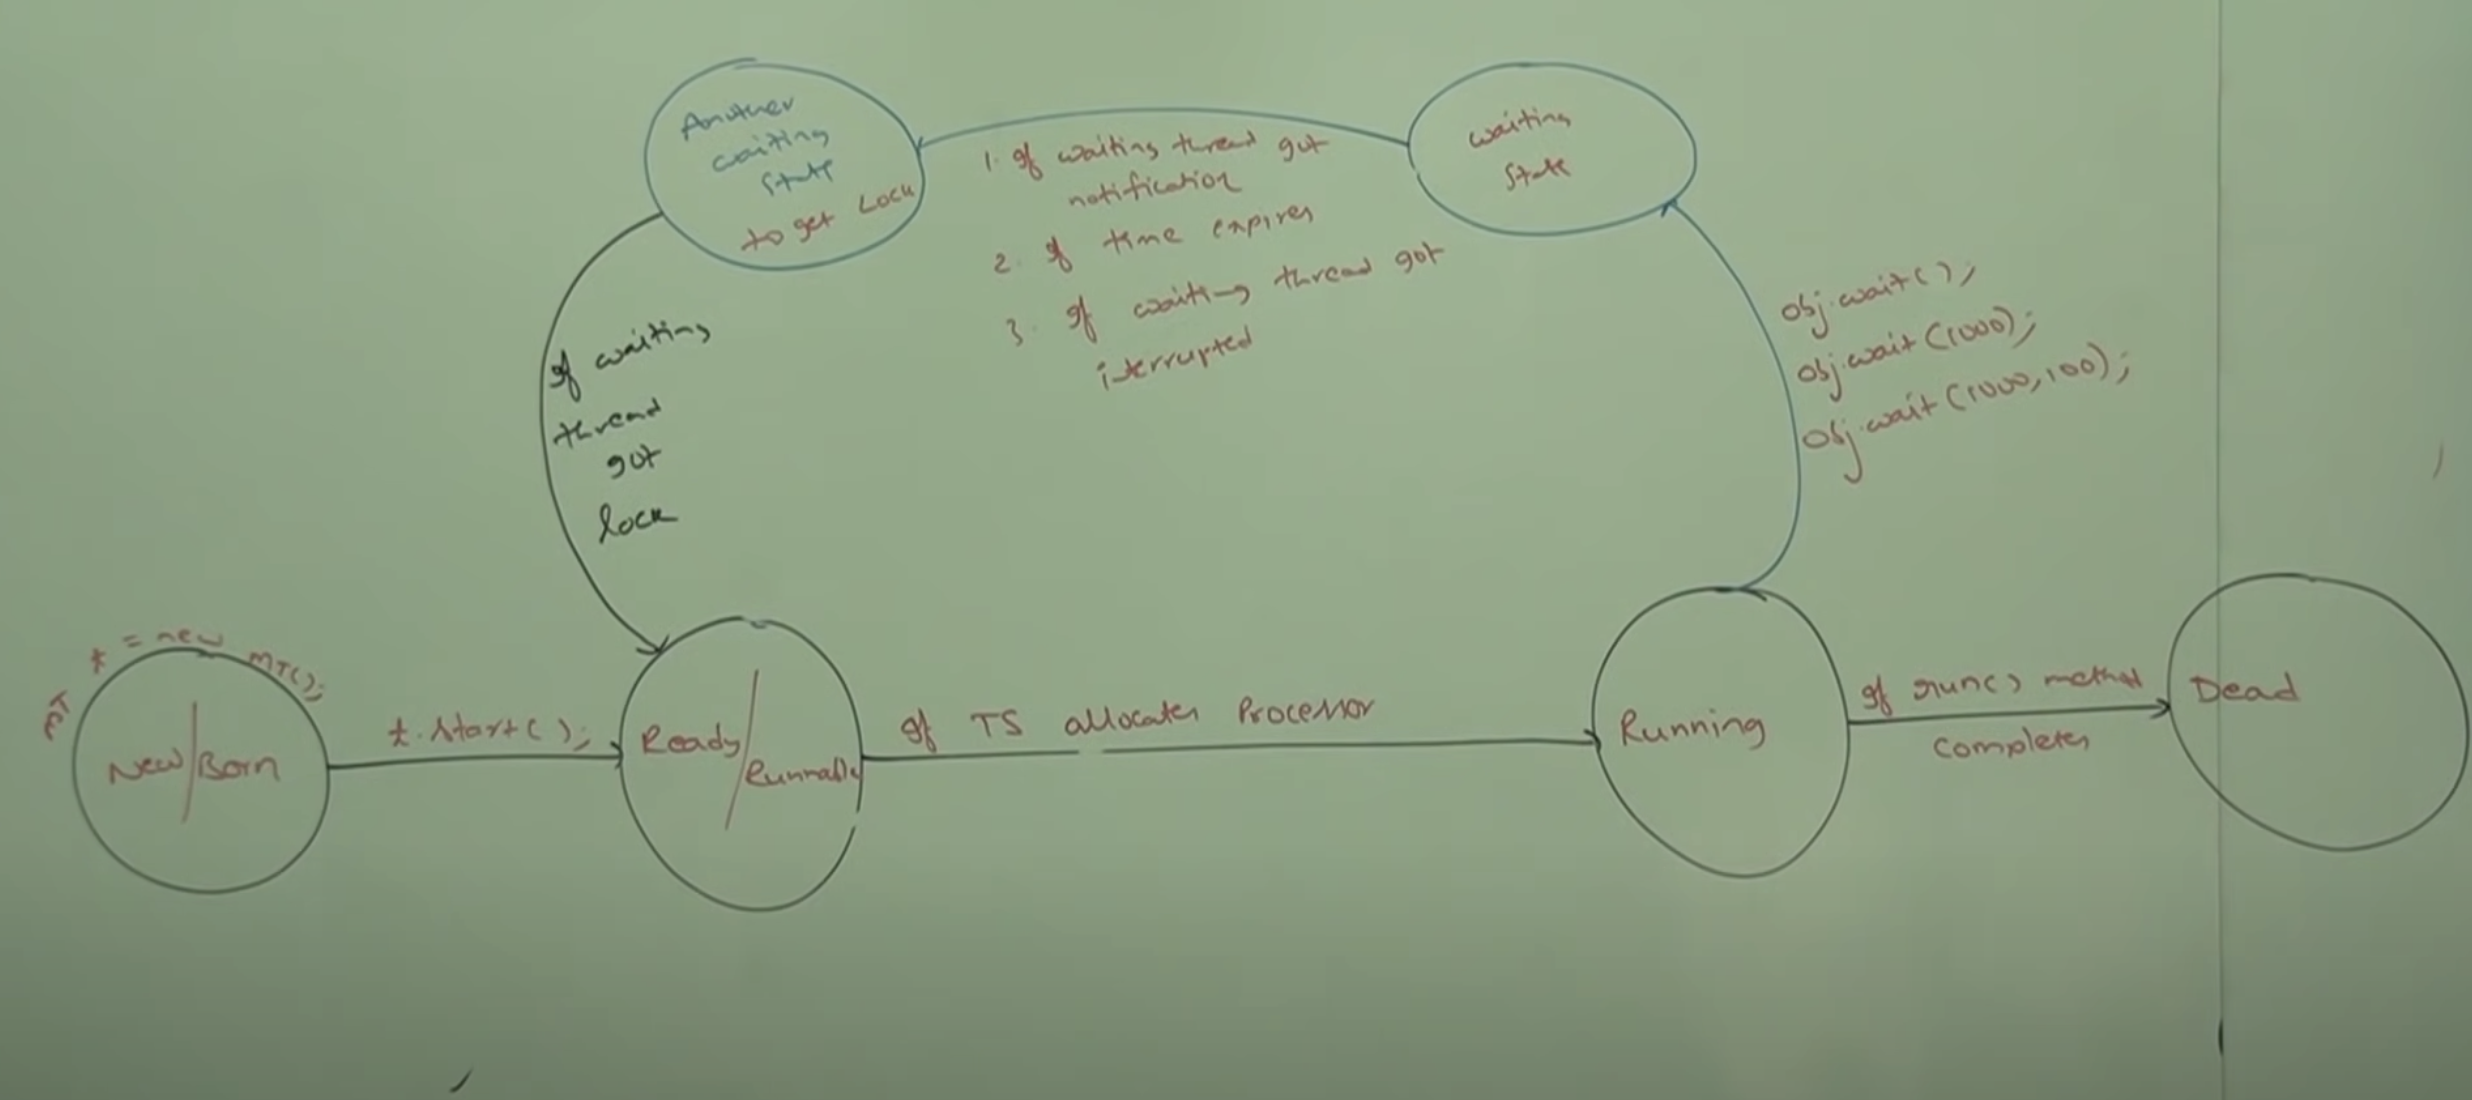 Another
waiting
State
to get Lock
waiting
State
1. If waiting thread got
notification
2. If time expires
3. If waiting thread got
interrupted
obj.wait();
obj.wait(1000);
obj.wait(1000,100);
If waiting
thread
got
lock
MT t = new MT();
New/Born
t.start();
Ready/Runnable
If TS allocates Processor
Running
If run() method
Completes
Dead